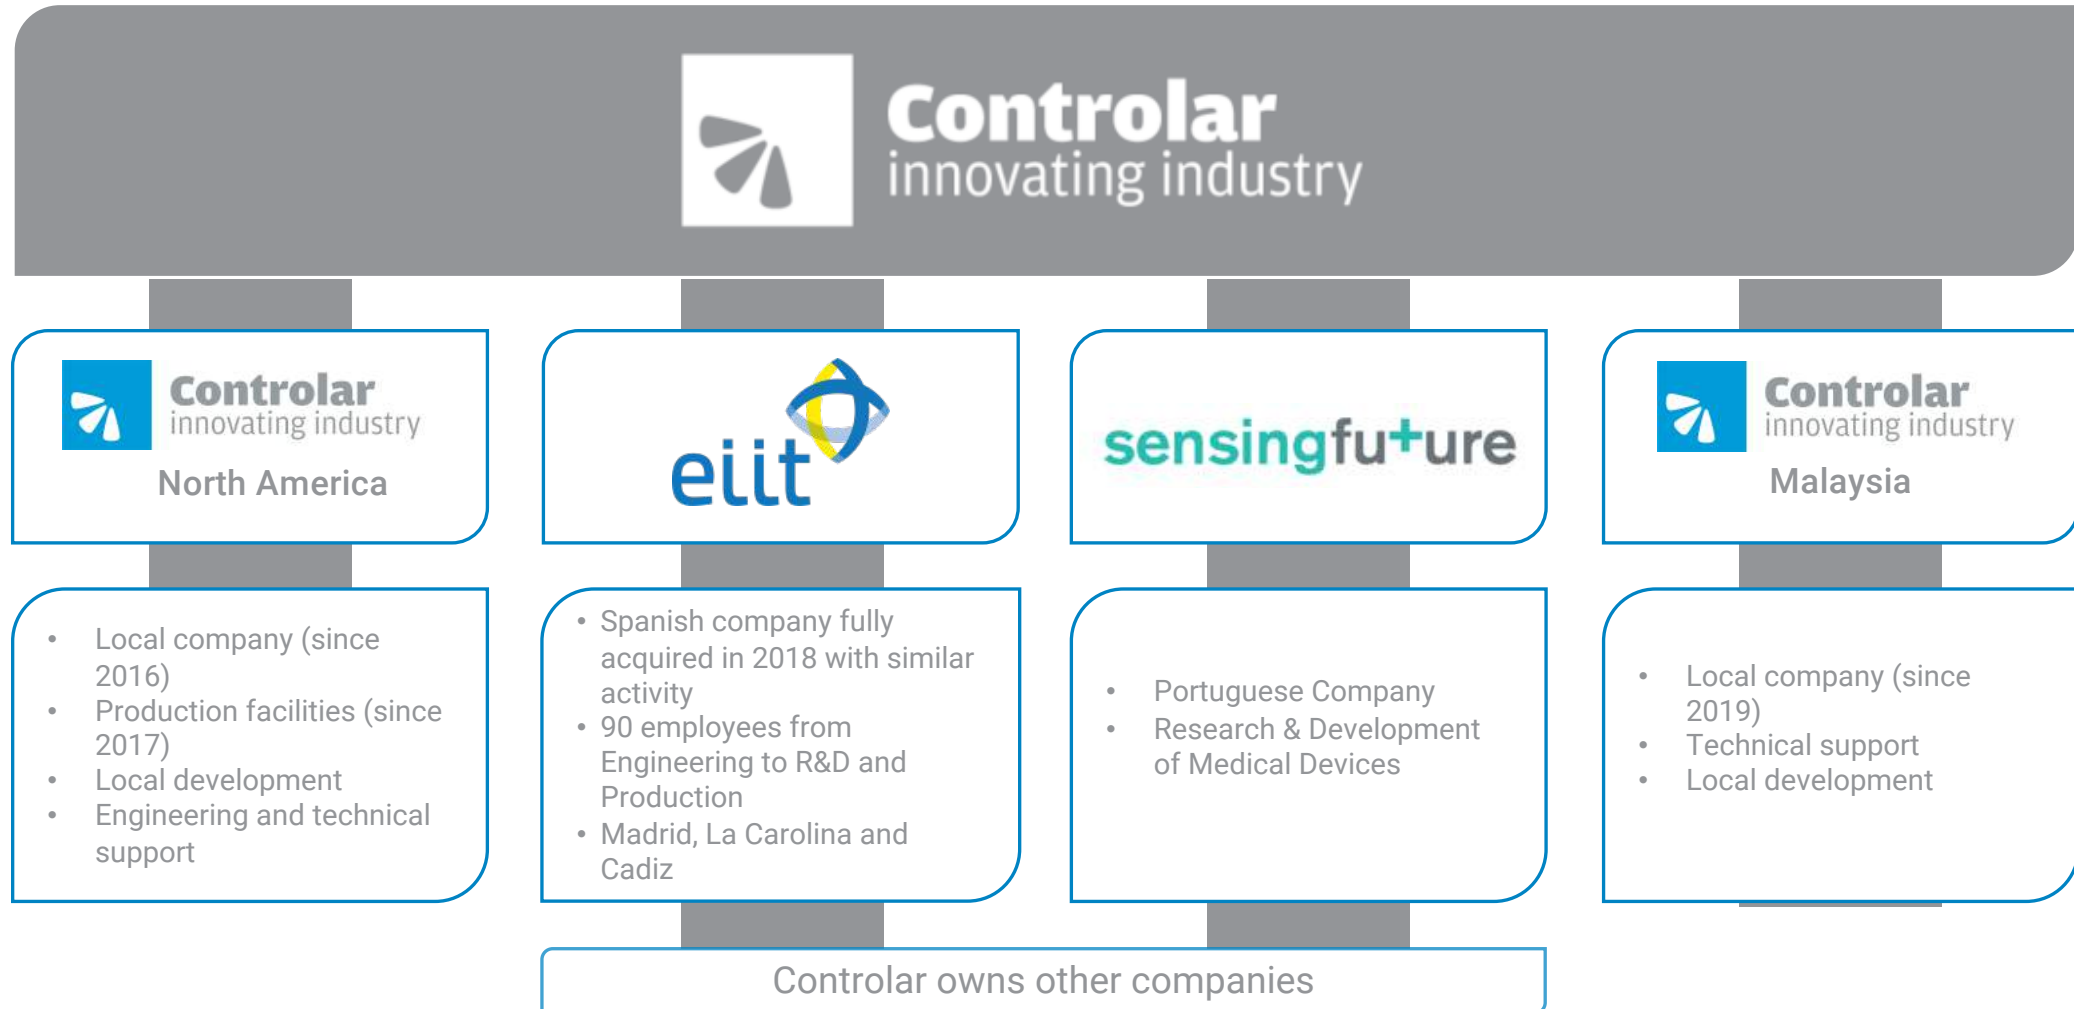 Controlar
innovating industry
Controlar
innovating industry
North America
eiit
sensingfuture
Controlar
innovating industry
Malaysia
• Local company (since
2016)
• Production facilities (since
2017)
• Local development
• Engineering and technical
support
• Spanish company fully
acquired in 2018 with similar
activity
• 90 employees from
Engineering to R&D and
Production
• Madrid, La Carolina and
Cadiz
• Portuguese Company
• Research & Development
of Medical Devices
• Local company (since
2019)
• Technical support
• Local development
Controlar owns other companies